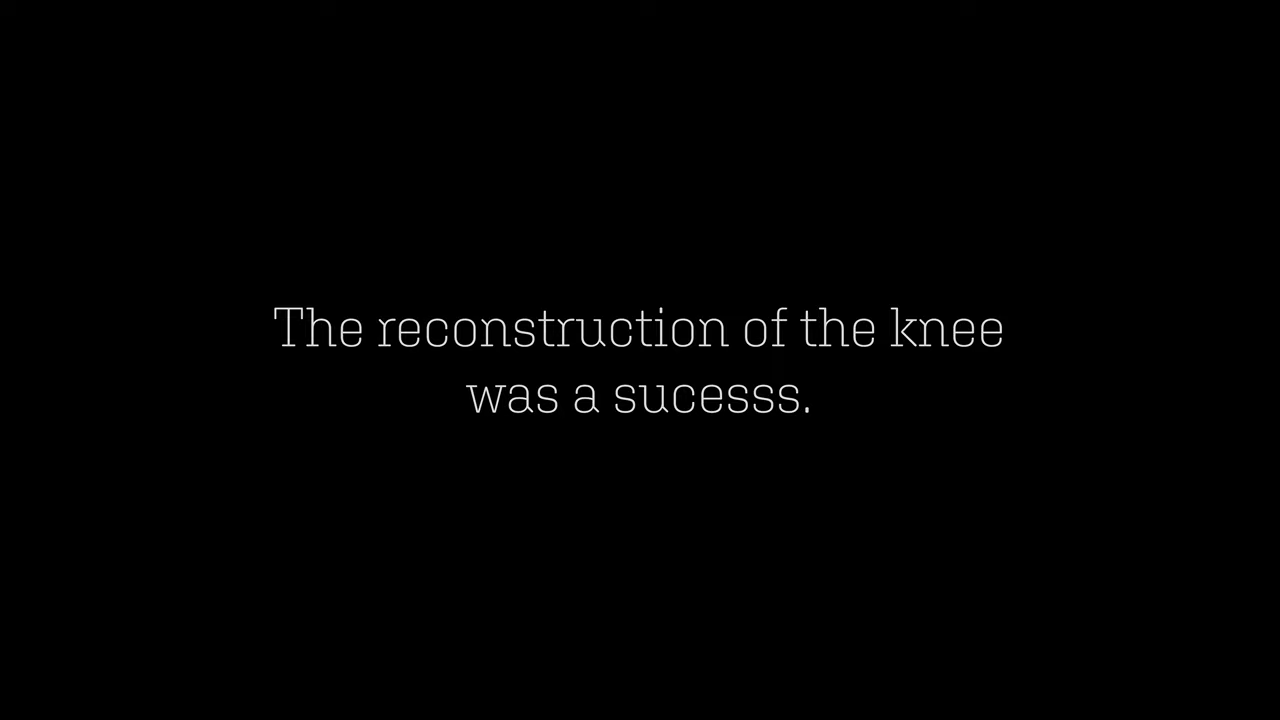 The reconstruction of the knee
was a sucesss.